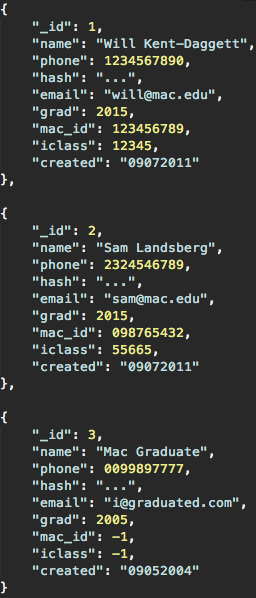 {
"_id": 1,
"name": "Will Kent-Daggett",
"phone": 1234567890,
"hash": "...",
"email": "will@mac.edu",
"grad": 2015,
"mac_id": 123456789,
"iclass": 12345,
"created": "09072011"
},
{
"_id": 2,
"name": "Sam Landsberg",
"phone": 2324546789,
"hash": "...",
"email": "sam@mac.edu",
"grad": 2015,
"mac_id": 098765432,
"iclass": 55665,
"created": "09072011"
},
{
"_id": 3,
"name": "Mac Graduate",
"phone": 0099897777,
"hash": "...",
"email": "i@graduated.com",
"grad": 2005,
"mac_id": -1,
"iclass": -1,
"created": "09052004"
}